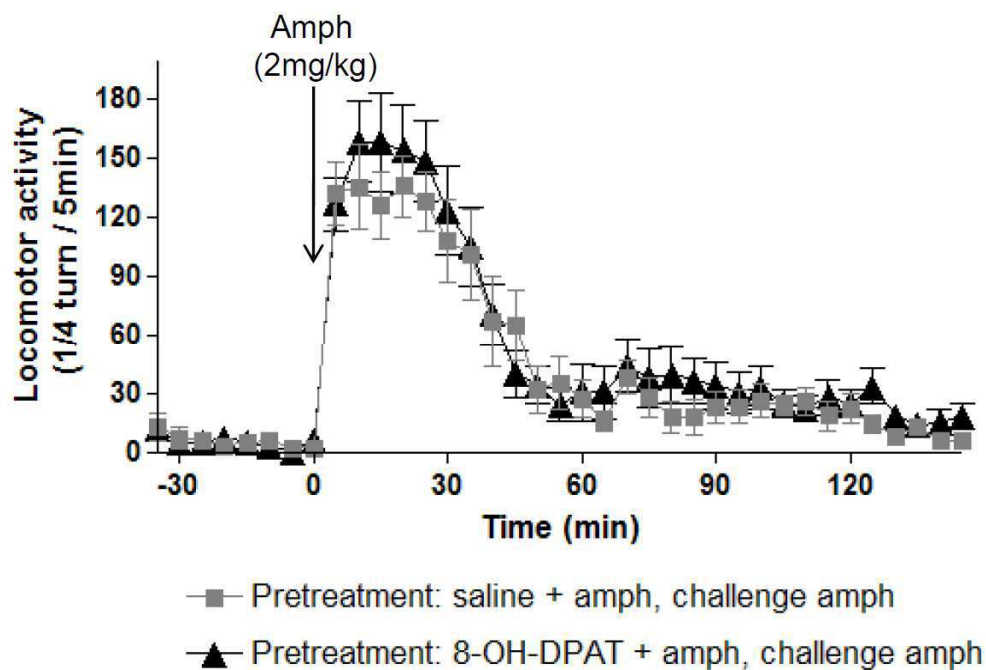 Amph
(2mg/kg)
Locomotor activity
(1/4 turn / 5min)
180
150
120
90
60
30
0
-30
0
30
60
90
120
Time (min)
Pretreatment: saline + amph, challenge amph
Pretreatment: 8-OH-DPAT + amph, challenge amph